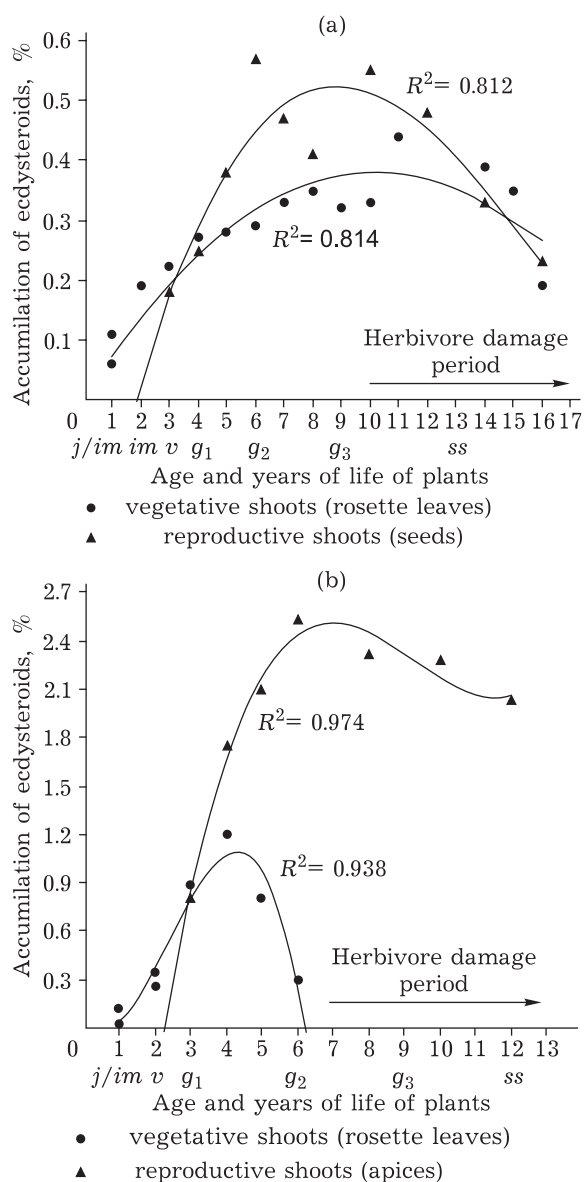 (a)
Accumilation of ecdysteroids, %
0.6
0.5
0.4
0.3
0.2
0.1
R² = 0.812
R² = 0.814
Herbivore damage
period
0 1 2 3 4 5 6 7 8 9 10 11 12 13 14 15 16 17
j/im im v g₁ g₂ g₃ ss
Age and years of life of plants
● vegetative shoots (rosette leaves)
▲ reproductive shoots (seeds)
(b)
Accumulation of ecdysteroids, %
2.7
2.4
2.1
1.8
1.5
1.2
0.9
0.6
0.3
R² = 0.974
R² = 0.938
Herbivore damage
period
0 1 2 3 4 5 6 7 8 9 10 11 12 13
j/im v g₁ g₂ g₃ ss
Age and years of life of plants
● vegetative shoots (rosette leaves)
▲ reproductive shoots (apices)